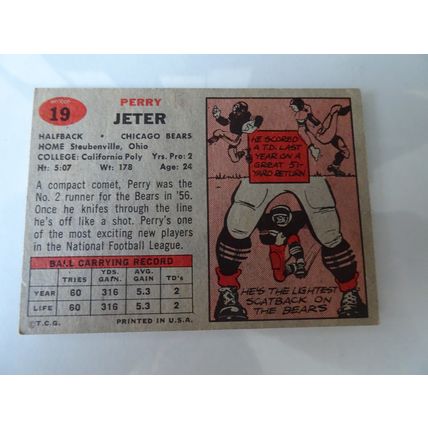 19
PERRY
JETER
HALFBACK • CHICAGO BEARS
HOME Steubenville, Ohio
COLLEGE: California Poly Yrs. Pro: 2
Ht: 5:07 Wt: 178 Age: 24
A compact comet, Perry was the
No. 2 runner for the Bears in '56.
Once he knifes through the line
he's off like a shot. Perry's one
of the most exciting new players
in the National Football League.
BALL CARRYING RECORD
TRIES YDS. GAIN. AVG. GAIN TD's
YEAR 60 316 5.3 2
LIFE 60 316 5.3 2
©T.C.G. PRINTED IN U.S.A.
HE SCORED
A T.D. LAST
YEAR ON A
GREAT 51-
YARD RETURN
HE'S THE LIGHTEST
SCATBACK ON
THE BEARS